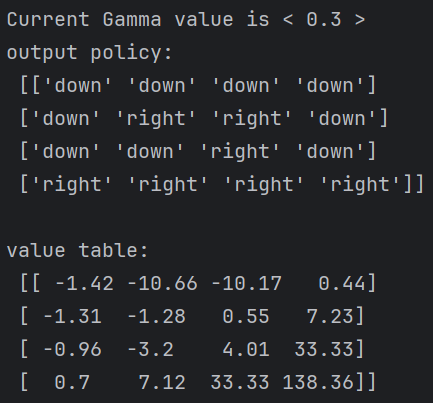 Current Gamma value is < 0.3 >
output policy:
[['down' 'down' 'down' 'down']
['down' 'right' 'right' 'down']
['down' 'down' 'right' 'down']
['right' 'right' 'right' 'right']]
value table:
[[ -1.42 -10.66 -10.17 0.44]
[ -1.31 -1.28 0.55 7.23]
[ -0.96 -3.2 4.01 33.33]
[ 0.7 7.12 33.33 138.36]]